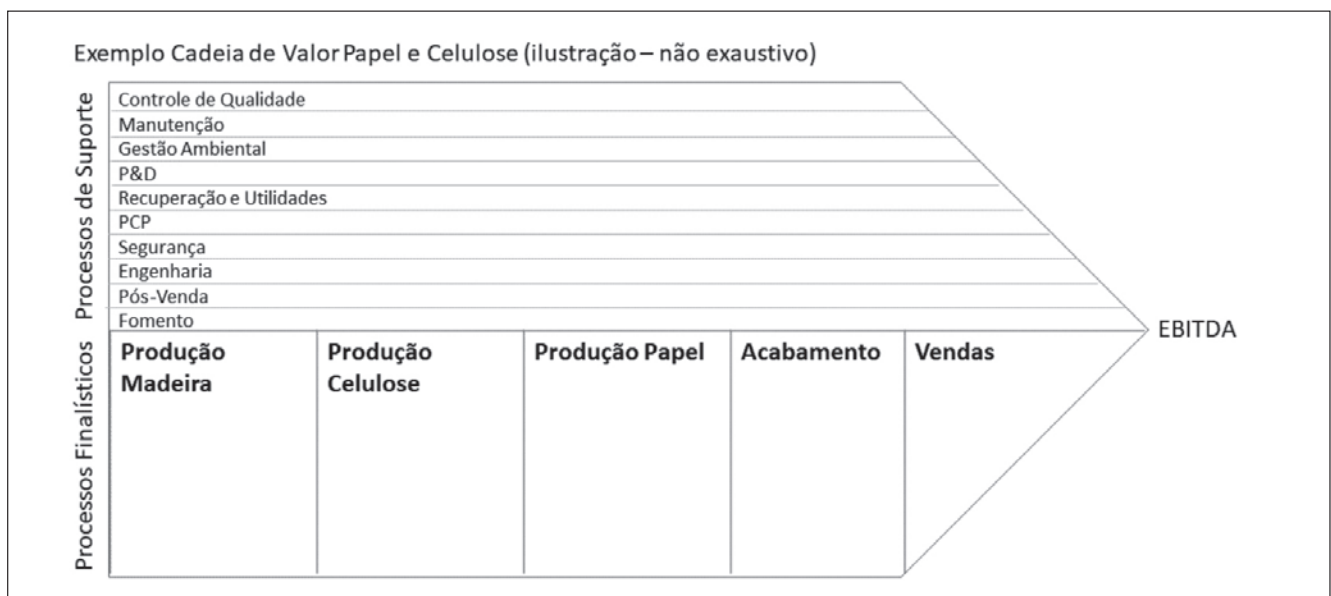 Exemplo Cadeia de Valor Papel e Celulose (ilustração – não exaustivo)
Processos de Suporte
Controle de Qualidade
Manutenção
Gestão Ambiental
P&D
Recuperação e Utilidades
PCP
Segurança
Engenharia
Pós-Venda
Fomento
EBITDA
Processos Finalísticos
Produção
Madeira
Produção
Celulose
Produção Papel
Acabamento
Vendas